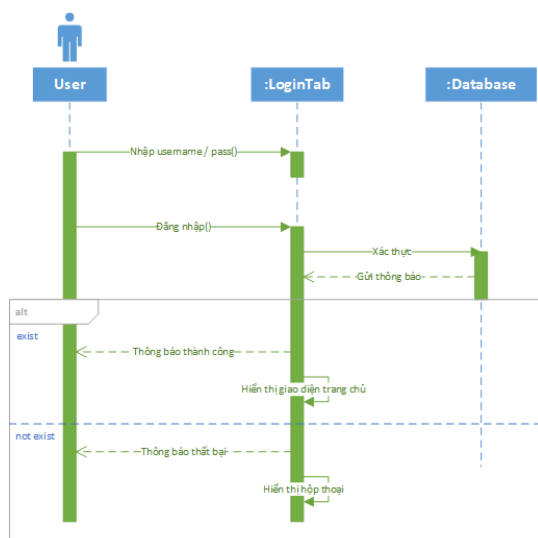 User
:LoginTab
:Database
Nhập username / pass()
Đăng nhập()
Xác thực
Gửi thông báo
alt
exist
Thông báo thành công
Hiển thị giao diện trang chủ
not exist
Thông báo thất bại
Hiển thị hộp thoại